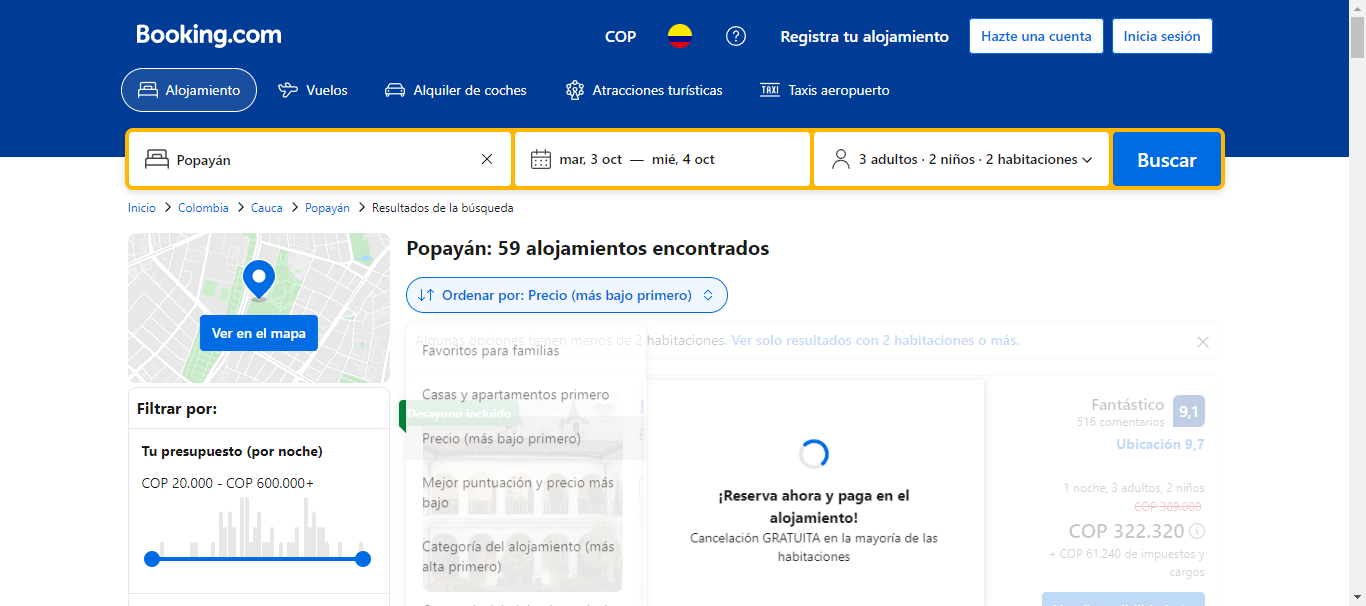 Booking.com
COP
Registra tu alojamiento
Hazte una cuenta
Inicia sesión
Alojamiento
Vuelos
Alquiler de coches
Atracciones turísticas
TAXI Taxis aeropuerto
Popayán
mar, 3 oct — mié, 4 oct
3 adultos · 2 niños · 2 habitaciones
Buscar
Inicio > Colombia > Cauca > Popayán > Resultados de la búsqueda
Ver en el mapa
Filtrar por:
Tu presupuesto (por noche)
COP 20.000 - COP 600.000+
Popayán: 59 alojamientos encontrados
Ordenar por: Precio (más bajo primero)
Algunas opciones tienen menos de 2 habitaciones. Ver solo resultados con 2 habitaciones o más.
Favoritos para familias
Casas y apartamentos primero
Desayuno incluido
Precio (más bajo primero)
Mejor puntuación y precio más
bajo
Categoría del alojamiento (más
alta primero)
¡Reserva ahora y paga en el
alojamiento!
Cancelación GRATUITA en la mayoría de las
habitaciones
Fantástico
9,1
516 comentarios
Ubicación 9,7
1 noche, 3 adultos, 2 niños
COP 389.080
COP 322.320
+ COP 61.240 de impuestos y
cargos